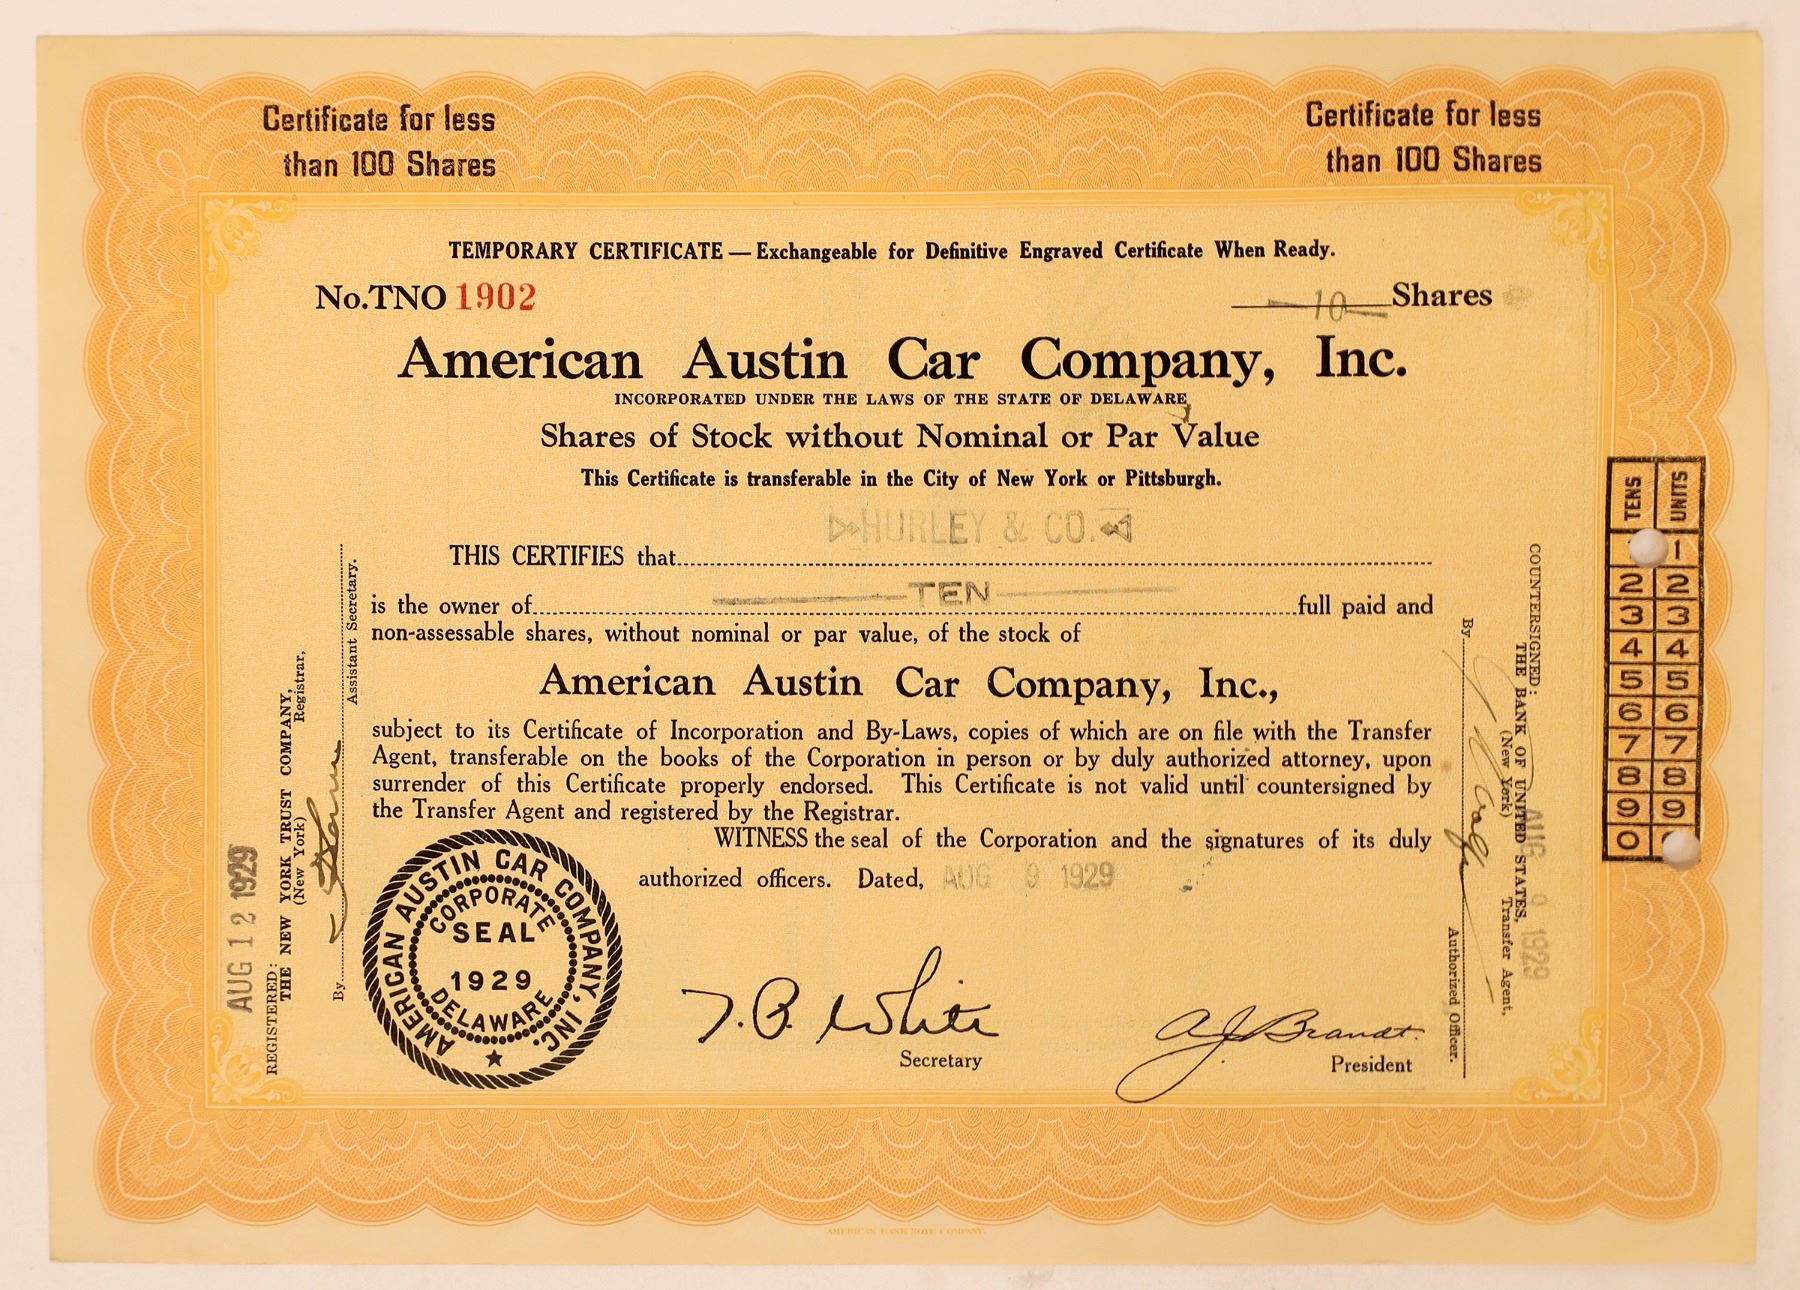 Certificate for less
than 100 Shares
Certificate for less
than 100 Shares
TEMPORARY CERTIFICATE — Exchangeable for Definitive Engraved Certificate When Ready.
No.TNO 1902
10 Shares
American Austin Car Company, Inc.
INCORPORATED UNDER THE LAWS OF THE STATE OF DELAWARE
Shares of Stock without Nominal or Par Value
This Certificate is transferable in the City of New York or Pittsburgh.
HURLEY & CO.
THIS CERTIFIES that
TEN
is the owner of full paid and
non-assessable shares, without nominal or par value, of the stock of
American Austin Car Company, Inc.,
subject to its Certificate of Incorporation and By-Laws, copies of which are on file with the Transfer
Agent, transferable on the books of the Corporation in person or by duly authorized attorney, upon
surrender of this Certificate properly endorsed. This Certificate is not valid until countersigned by
the Transfer Agent and registered by the Registrar.
WITNESS the seal of the Corporation and the signatures of its duly
authorized officers. Dated, AUG 9 1929
AMERICAN AUSTIN CAR COMPANY, INC.
CORPORATE
SEAL
1929
DELAWARE
T. B. White
Secretary
A J Brandt.
President
AUG 12 1929
REGISTERED:
THE NEW YORK TRUST COMPANY,
(New York) Registrar,
By
Assistant Secretary.
COUNTERSIGNED:
THE BANK OF UNITED STATES,
(New York) Transfer Agent,
AUG 9 1929
By
Authorized Officer.
TENS UNITS
1
2 2
3 3
4 4
5 5
6 6
7 7
8 8
9 9
0
AMERICAN BANK NOTE COMPANY.